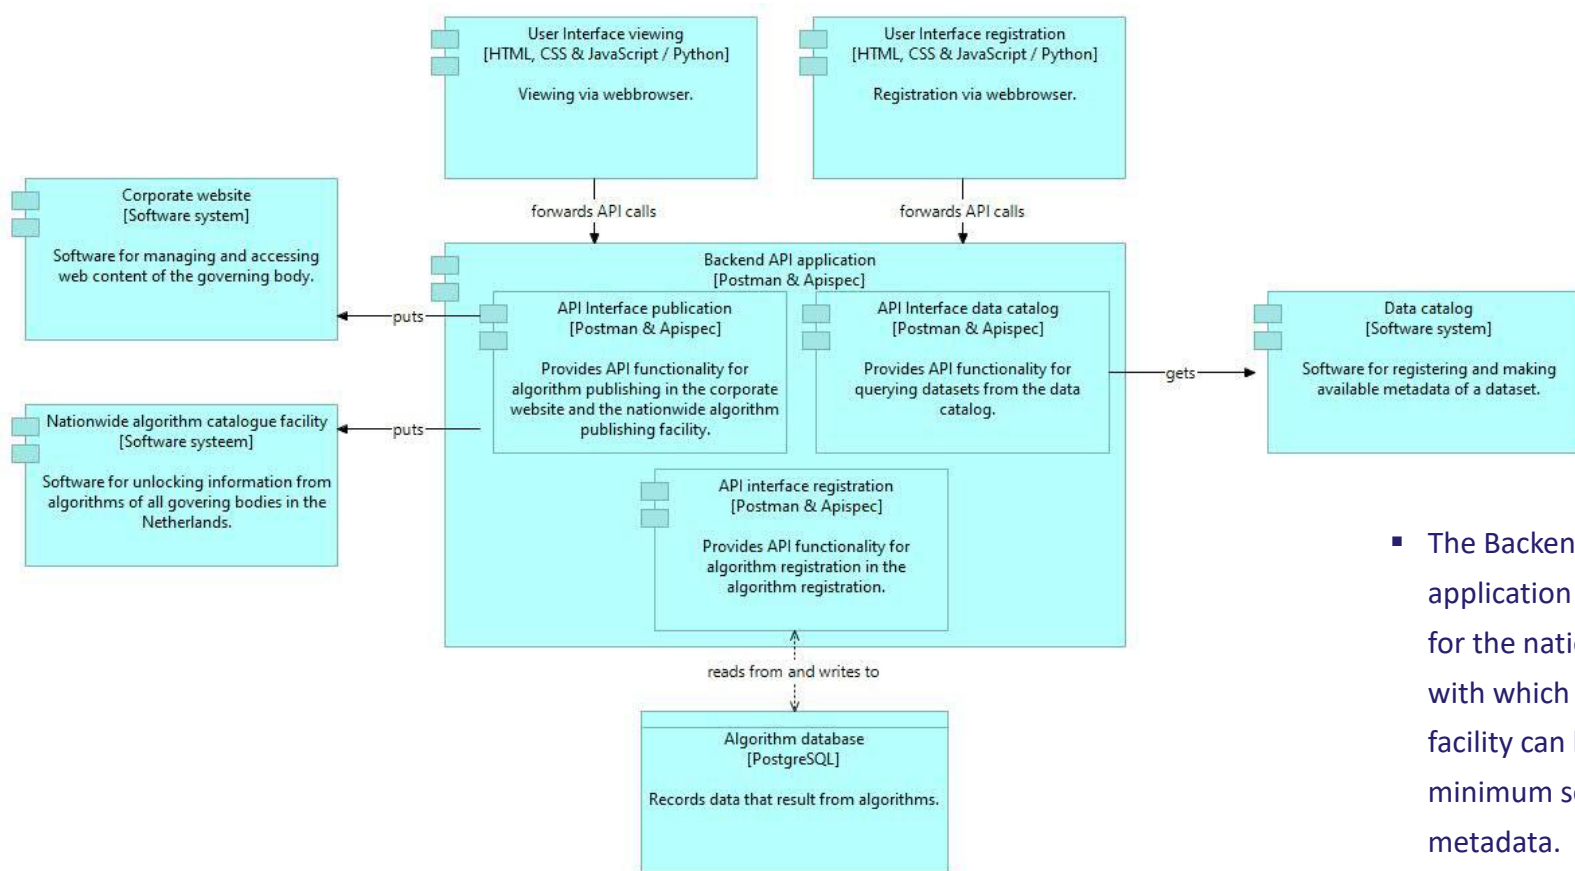 User Interface viewing
[HTML, CSS & JavaScript / Python]
Viewing via webbrowser.
User Interface registration
[HTML, CSS & JavaScript / Python]
Registration via webbrowser.
forwards API calls
forwards API calls
Corporate website
[Software system]
Software for managing and accessing
web content of the governing body.
puts
Nationwide algorithm catalogue facility
[Software systeem]
Software for unlocking information from
algorithms of all govering bodies in the
Netherlands.
puts
Backend API application
[Postman & Apispec]
API Interface publication
[Postman & Apispec]
Provides API functionality for
algorithm publishing in the corporate
website and the nationwide algorithm
publishing facility.
API Interface data catalog
[Postman & Apispec]
Provides API functionality for
querying datasets from the data
catalog.
gets
Data catalog
[Software system]
Software for registering and making
available metadata of a dataset.
API interface registration
[Postman & Apispec]
Provides API functionality for
algorithm registration in the
algorithm registration.
reads from and writes to
Algorithm database
[PostgreSQL]
Records data that result from algorithms.
▪ The
application
for the
with which
facility can
minimum
metadata.